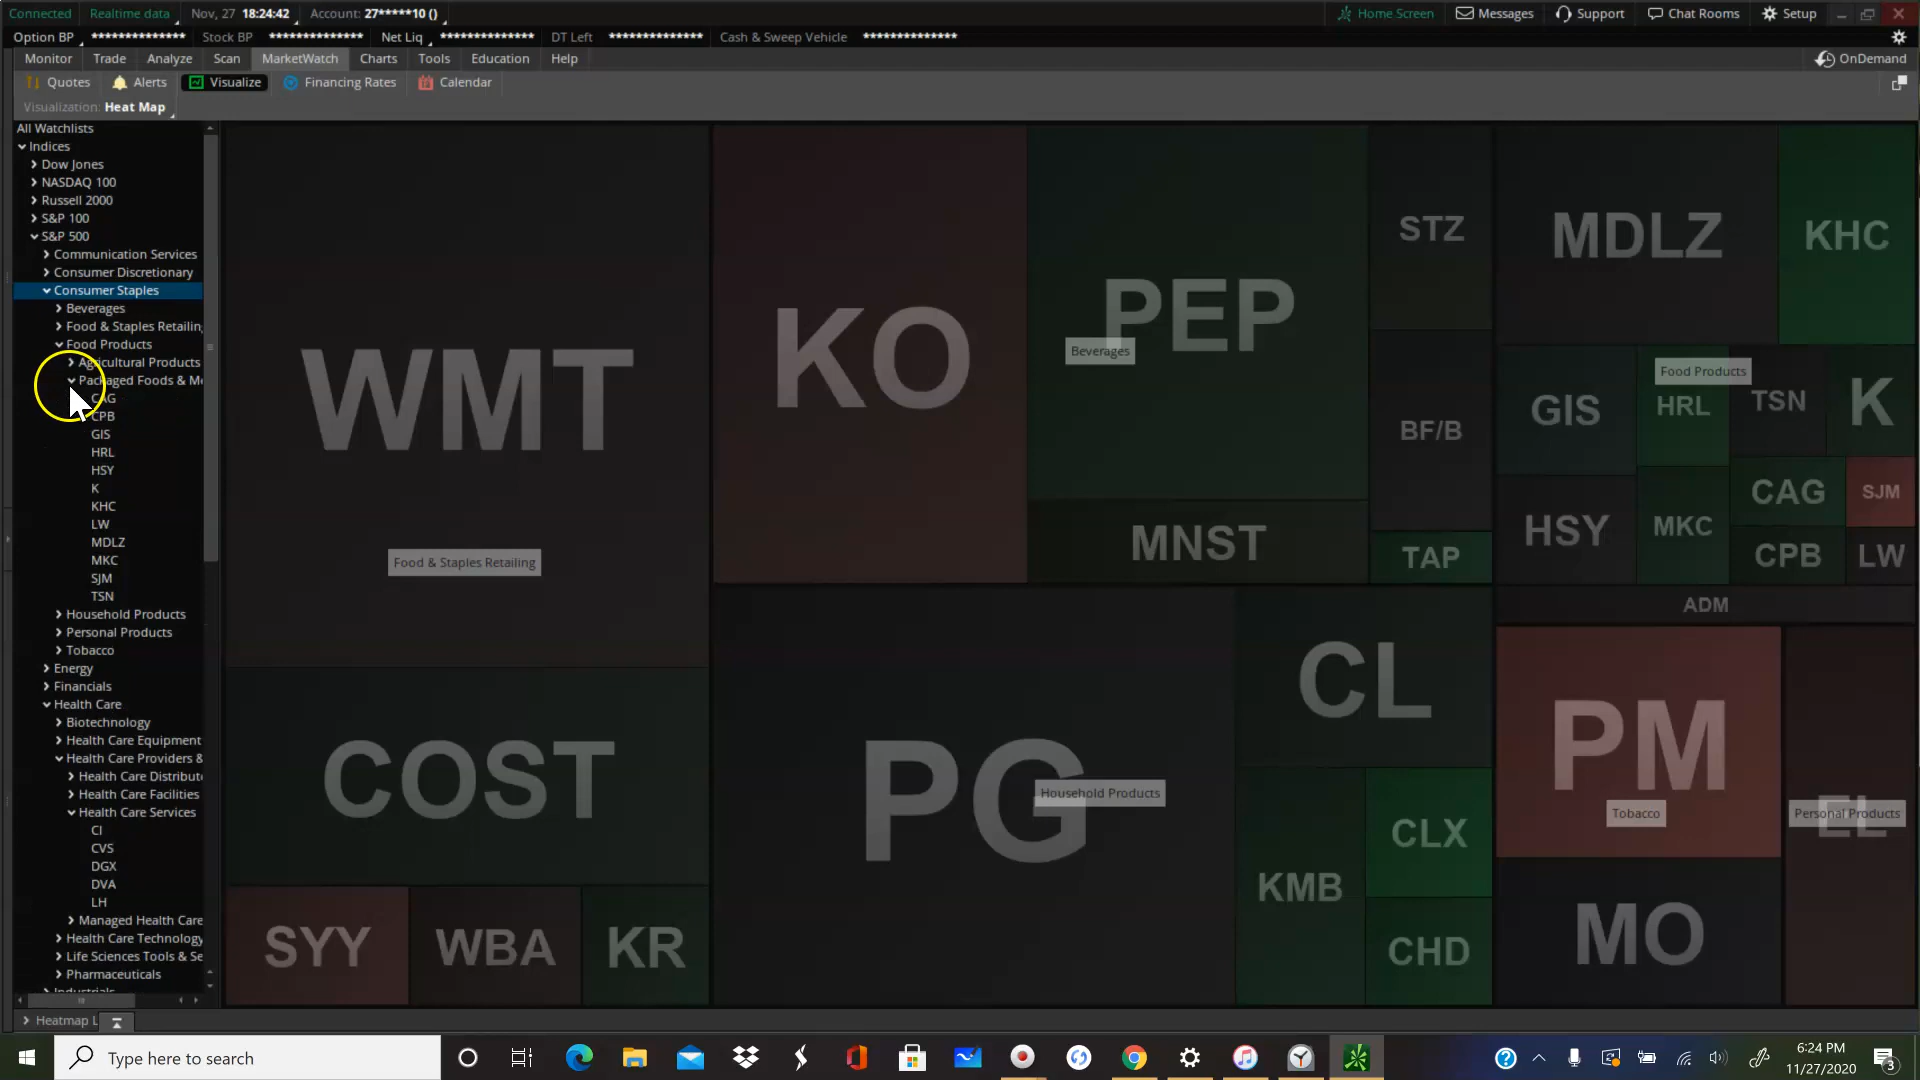 Connected Realtime data Nov, 27 18:24:42 Account: 27*****10 () Home Screen Messages Support Chat Rooms Setup
Option BP ************** Stock BP ************** Net Liq ************** DT Left ************** Cash & Sweep Vehicle **************
Monitor Trade Analyze Scan MarketWatch Charts Tools Education Help OnDemand
Quotes Alerts Visualize Financing Rates Calendar
Visualization: Heat Map
All Watchlists
Indices
Dow Jones
NASDAQ 100
Russell 2000
S&P 100
S&P 500
Communication Services
Consumer Discretionary
Consumer Staples
Beverages
Food & Staples Retailing
Food Products
Agricultural Products
Packaged Foods & Me
CAG
CPB
GIS
HRL
HSY
K
KHC
LW
MDLZ
MKC
SJM
TSN
Household Products
Personal Products
Tobacco
Energy
Financials
Health Care
Biotechnology
Health Care Equipment
Health Care Providers &
Health Care Distribut
Health Care Facilities
Health Care Services
CI
CVS
DGX
DVA
LH
Managed Health Care
Health Care Technology
Life Sciences Tools & Se
Pharmaceuticals
Industrials
Heatmap L
WMT
Food & Staples Retailing
COST
SYY
WBA
KR
KO
PEP
Beverages
MNST
STZ
BF/B
TAP
PG
Household Products
CL
KMB
CLX
CHD
MDLZ
KHC
Food Products
GIS
HRL
TSN
K
HSY
MKC
CAG
SJM
CPB
LW
ADM
PM
Tobacco
MO
EL
Personal Products
Type here to search
6:24 PM
11/27/2020
3